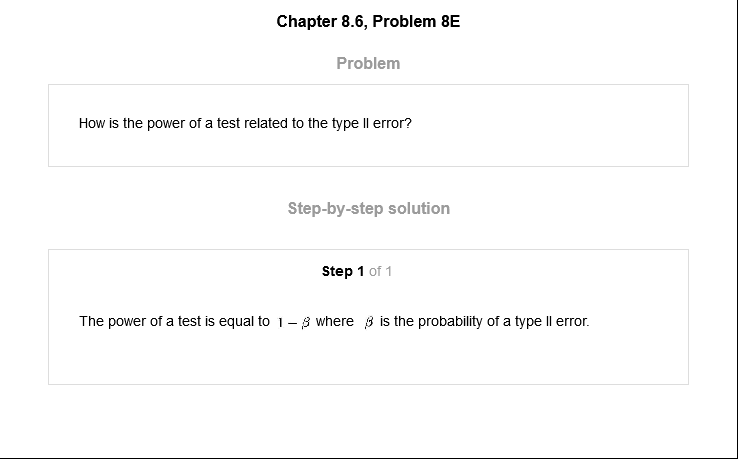 Chapter 8.6, Problem 8E
Problem
How is the power of a test related to the type II error?
Step-by-step solution
Step 1 of 1
The power of a test is equal to 1 – β where β is the probability of a type II error.